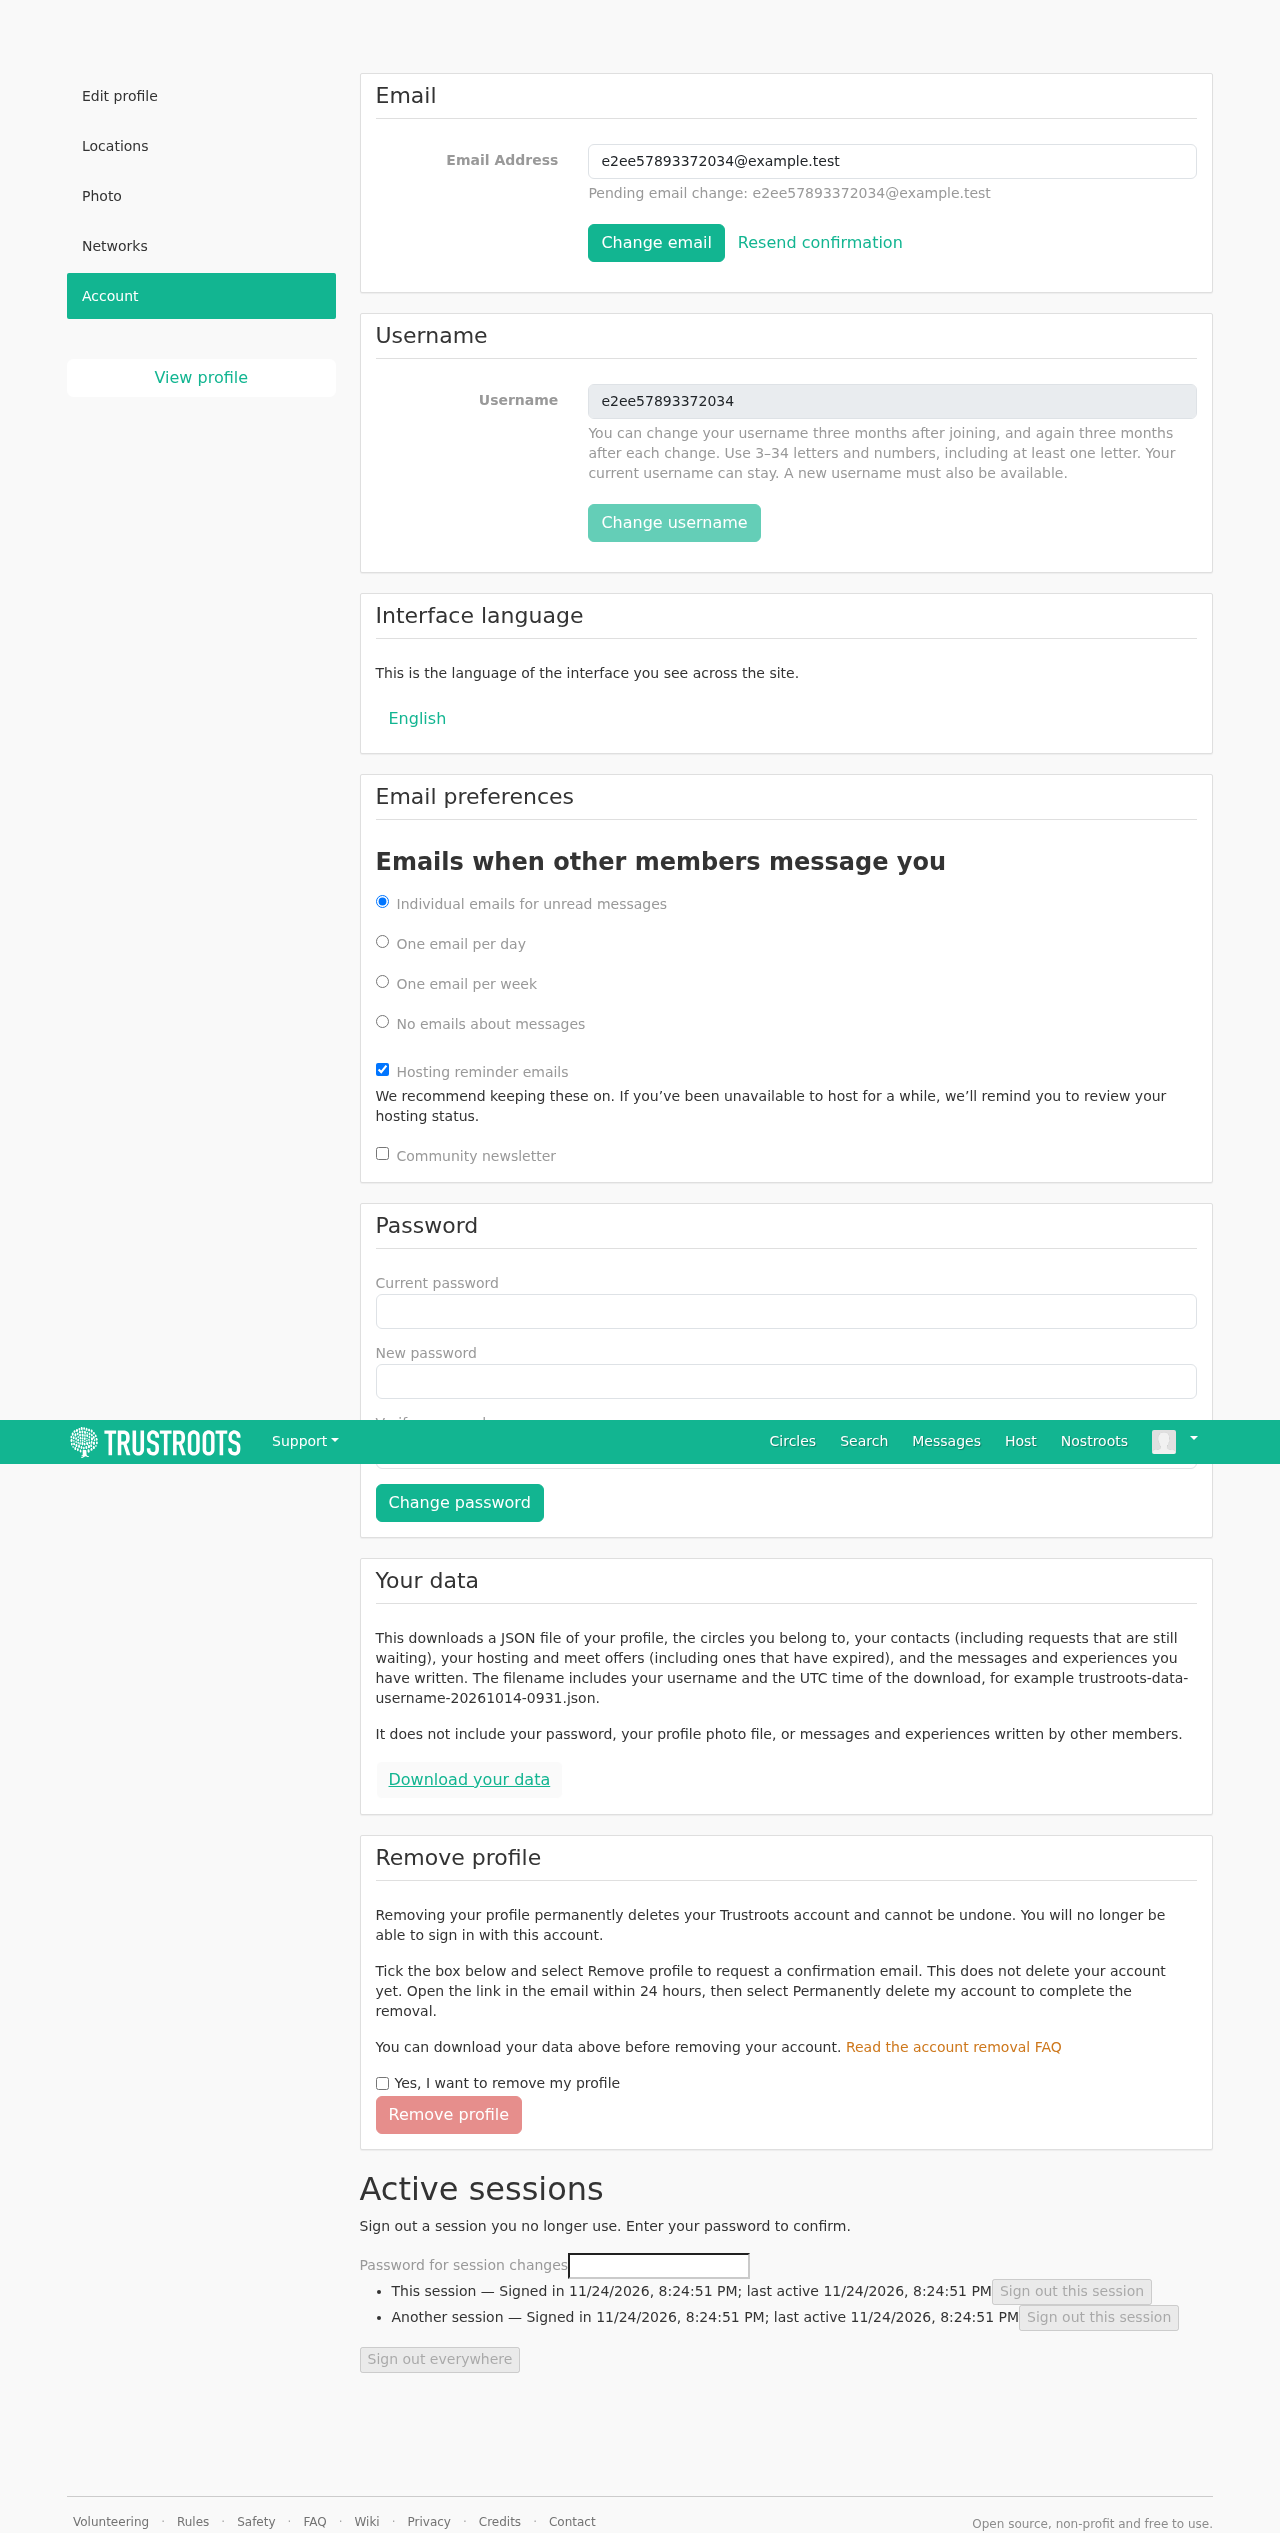 Edit profile
Locations
Photo
Networks
Account
View profile
Email
Email Address
e2ee57893372034@example.test
Pending email change: e2ee57893372034@example.test
Change email
Resend confirmation
Username
Username
e2ee57893372034
You can change your username three months after joining, and again three months
after each change. Use 3–34 letters and numbers, including at least one letter. Your
current username can stay. A new username must also be available.
Change username
Interface language
This is the language of the interface you see across the site.
English
Email preferences
Emails when other members message you
Individual emails for unread messages
One email per day
One email per week
No emails about messages
Hosting reminder emails
We recommend keeping these on. If you’ve been unavailable to host for a while, we’ll remind you to review your
hosting status.
Community newsletter
Password
Current password
New password
TRUSTROOTS
Support
Circles
Search
Messages
Host
Nostroots
Change password
Your data
This downloads a JSON file of your profile, the circles you belong to, your contacts (including requests that are still
waiting), your hosting and meet offers (including ones that have expired), and the messages and experiences you
have written. The filename includes your username and the UTC time of the download, for example trustroots-data-
username-20261014-0931.json.
It does not include your password, your profile photo file, or messages and experiences written by other members.
Download your data
Remove profile
Removing your profile permanently deletes your Trustroots account and cannot be undone. You will no longer be
able to sign in with this account.
Tick the box below and select Remove profile to request a confirmation email. This does not delete your account
yet. Open the link in the email within 24 hours, then select Permanently delete my account to complete the
removal.
You can download your data above before removing your account. Read the account removal FAQ
Yes, I want to remove my profile
Remove profile
Active sessions
Sign out a session you no longer use. Enter your password to confirm.
Password for session changes
• This session — Signed in 11/24/2026, 8:24:51 PM; last active 11/24/2026, 8:24:51 PM Sign out this session
• Another session — Signed in 11/24/2026, 8:24:51 PM; last active 11/24/2026, 8:24:51 PM Sign out this session
Sign out everywhere
Volunteering · Rules · Safety · FAQ · Wiki · Privacy · Credits · Contact
Open source, non-profit and free to use.